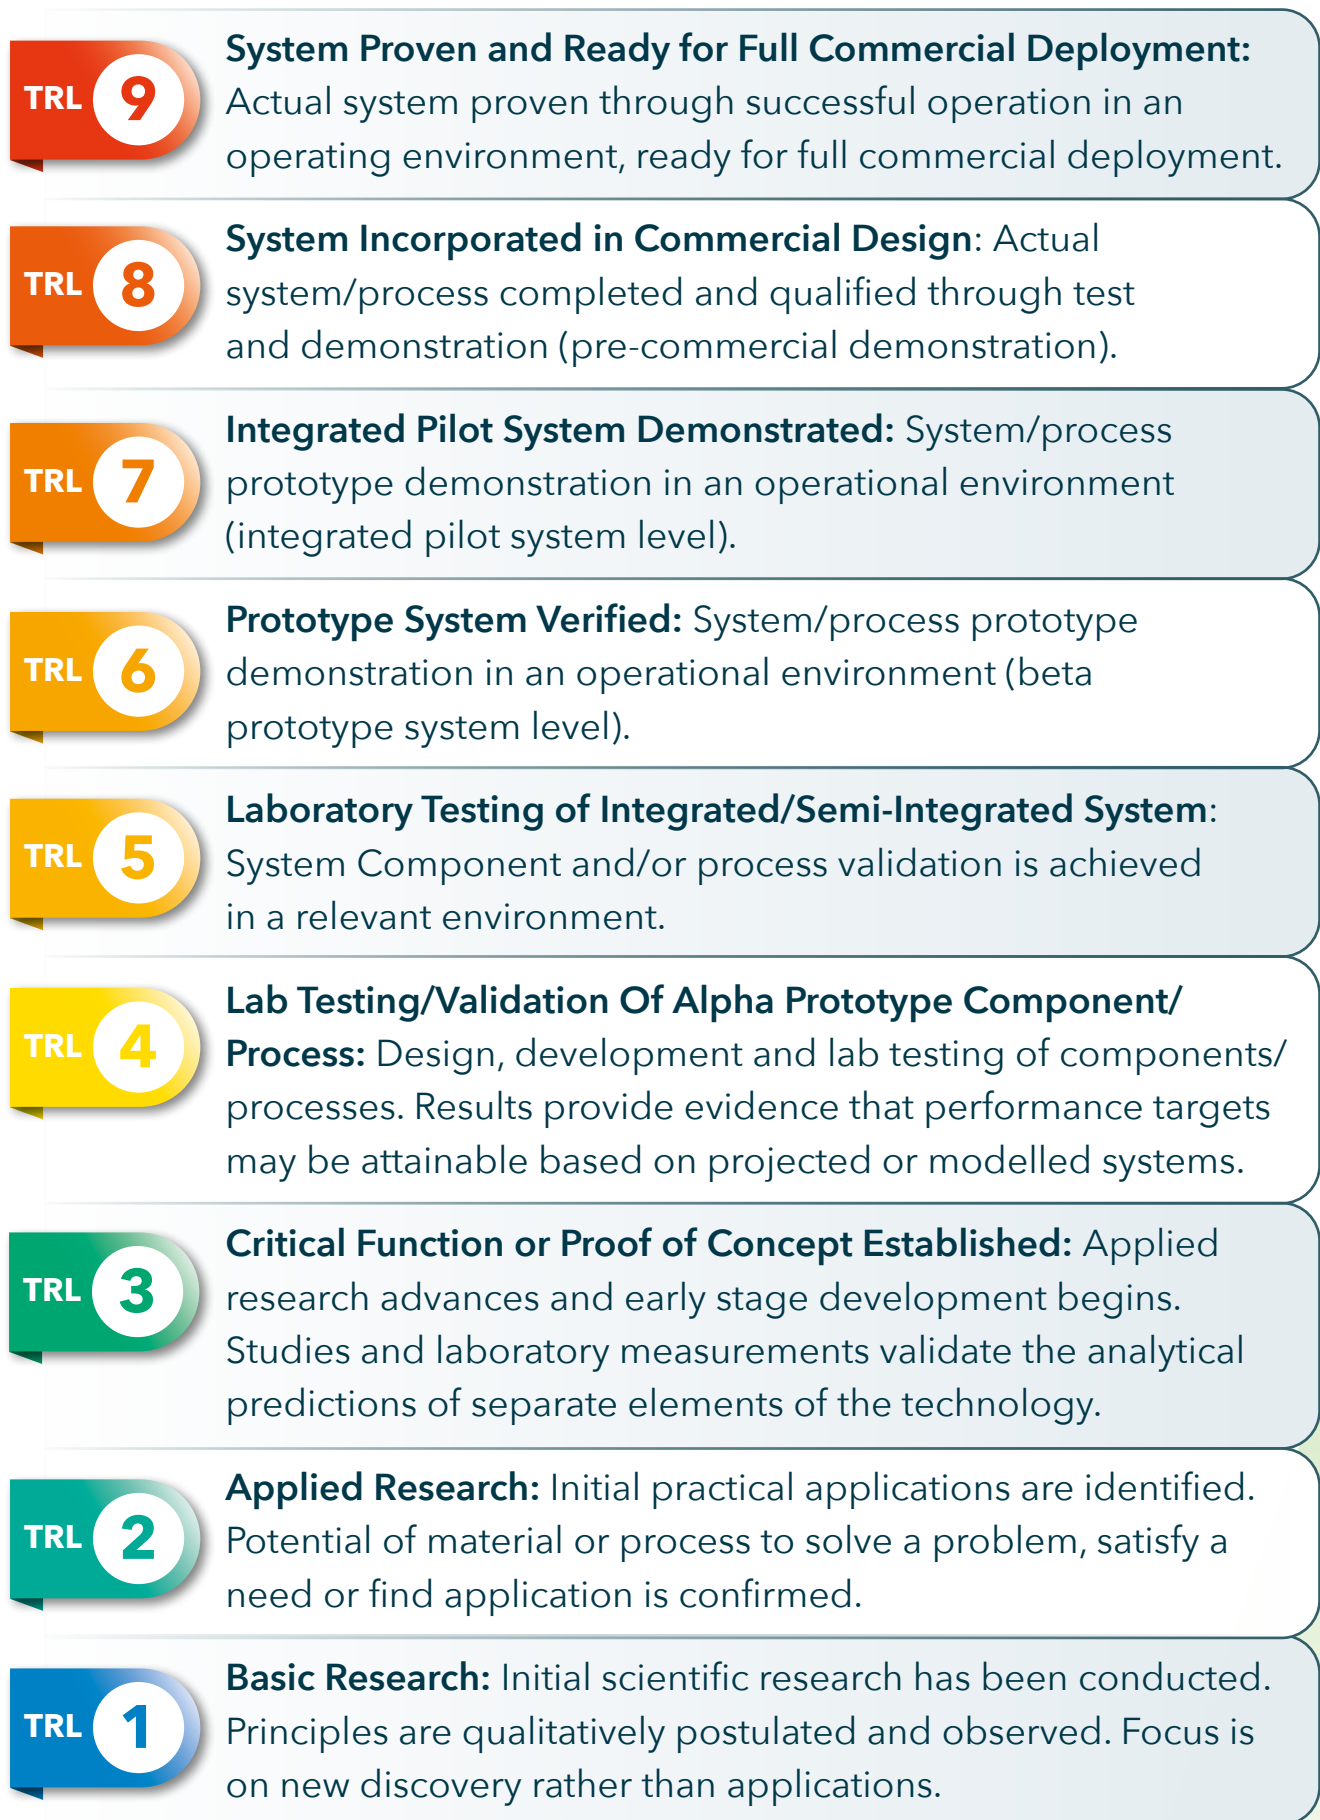 TRL 9
System Proven and Ready for Full Commercial Deployment:
Actual system proven through successful operation in an
operating environment, ready for full commercial deployment.
TRL 8
System Incorporated in Commercial Design: Actual
system/process completed and qualified through test
and demonstration (pre-commercial demonstration).
TRL 7
Integrated Pilot System Demonstrated: System/process
prototype demonstration in an operational environment
(integrated pilot system level).
TRL 6
Prototype System Verified: System/process prototype
demonstration in an operational environment (beta
prototype system level).
TRL 5
Laboratory Testing of Integrated/Semi-Integrated System:
System Component and/or process validation is achieved
in a relevant environment.
TRL 4
Lab Testing/Validation Of Alpha Prototype Component/
Process: Design, development and lab testing of components/
processes. Results provide evidence that performance targets
may be attainable based on projected or modelled systems.
TRL 3
Critical Function or Proof of Concept Established: Applied
research advances and early stage development begins.
Studies and laboratory measurements validate the analytical
predictions of separate elements of the technology.
TRL 2
Applied Research: Initial practical applications are identified.
Potential of material or process to solve a problem, satisfy a
need or find application is confirmed.
TRL 1
Basic Research: Initial scientific research has been conducted.
Principles are qualitatively postulated and observed. Focus is
on new discovery rather than applications.